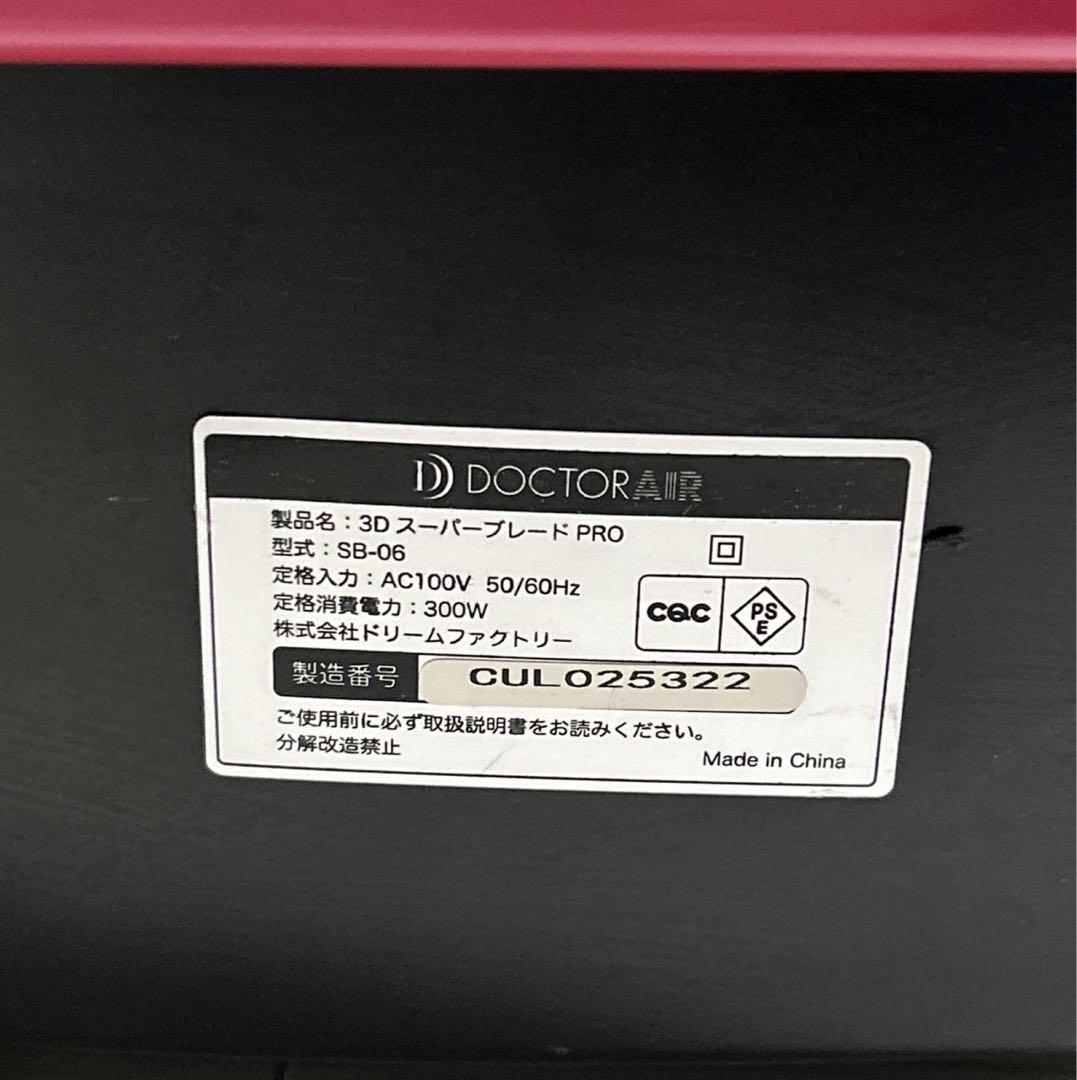 DOCTORAIR
製品名：3D スーパーブレード PRO
型式：SB-06
定格入力：AC100V 50/60Hz
定格消費電力：300W
株式会社ドリームファクトリー
CQC
PS
E
製造番号 CUL025322
ご使用前に必ず取扱説明書をお読みください。
分解改造禁止
Made in China